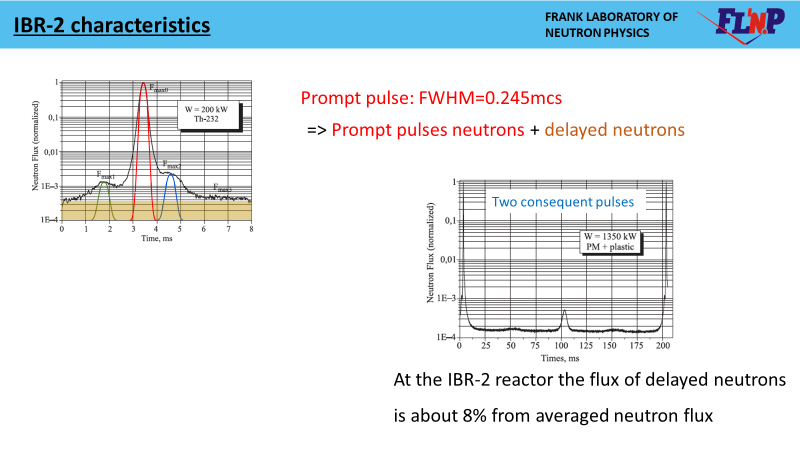 IBR-2 characteristics
FRANK LABORATORY OF
NEUTRON PHYSICS
FLNP
Neutron Flux (normalized)
1
0,1
0,01
1E-3
1E-4
Fmax0
W = 200 kW
Th-232
Fmax1
Fmax2
Fmax3
0 1 2 3 4 5 6 7 8
Time, ms
Prompt pulse: FWHM=0.245mcs
=> Prompt pulses neutrons + delayed neutrons
Neutron Flux (normalized)
1
0,1
0,01
1E-3
1E-4
Two consequent pulses
W = 1350 kW
PM + plastic
0 25 50 75 100 125 150 175 200
Times, ms
At the IBR-2 reactor the flux of delayed neutrons
is about 8% from averaged neutron flux